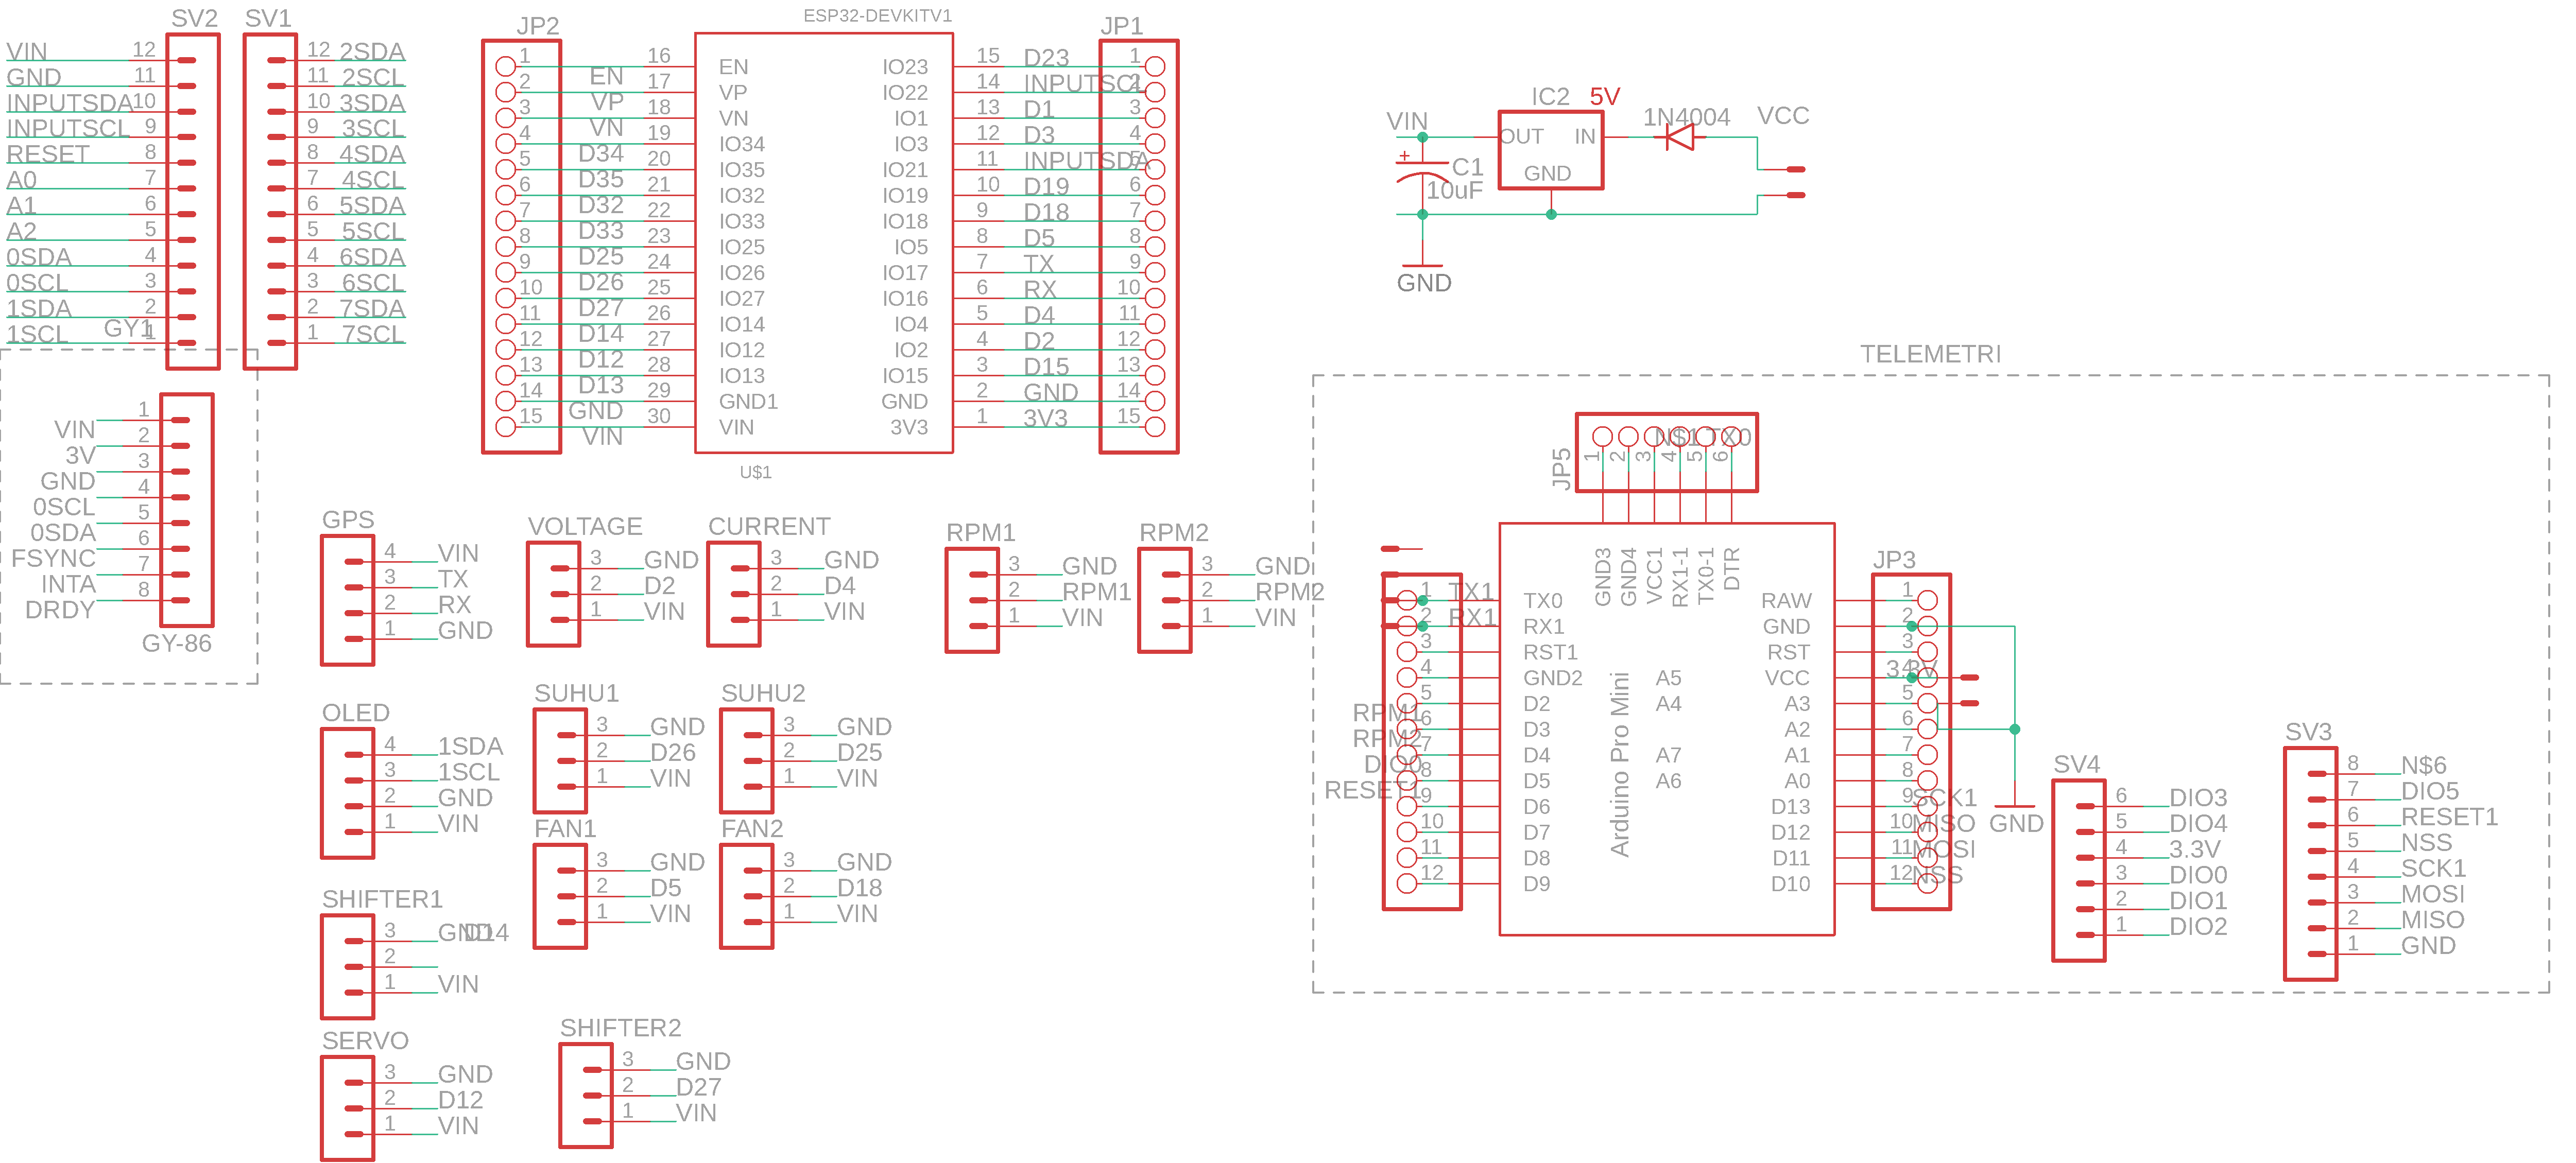 SV2
VIN 12
GND 11
INPUTSDA 10
INPUTSCL 9
RESET 8
A0 7
A1 6
A2 5
0SDA 4
0SCL 3
1SDA 2
1SCL 1
SV1
12 2SDA
11 2SCL
10 3SDA
9 3SCL
8 4SDA
7 4SCL
6 5SDA
5 5SCL
4 6SDA
3 6SCL
2 7SDA
1 7SCL
GY1
1
VIN 2
3V 3
GND 4
0SCL 5
0SDA 6
FSYNC 7
INTA 8
DRDY
GY-86
ESP32-DEVKITV1
JP2
JP1
1 EN 16 EN
2 VP 17 VP
3 VN 18 VN
4 D34 19 IO34
5 D35 20 IO35
6 D32 21 IO32
7 D33 22 IO33
8 D25 23 IO25
9 D26 24 IO26
10 D27 25 IO27
11 D14 26 IO14
12 D12 27 IO12
13 D13 28 IO13
14 GND 29 GND1
15 VIN 30 VIN
IO23 15 D23 1
IO22 14 INPUTSCL 2
IO1 13 D1 3
IO3 12 D3 4
IO21 11 INPUTSDA 5
IO19 10 D19 6
IO18 9 D18 7
IO5 8 D5 8
IO17 7 TX 9
IO16 6 RX 10
IO4 5 D4 11
IO2 4 D2 12
IO15 3 D15 13
GND 2 GND 14
3V3 1 3V3 15
U$1
VIN
IC2 5V
OUT IN
GND
1N4004
VCC
+
C1
10uF
GND
GPS
4 VIN
3 TX
2 RX
1 GND
VOLTAGE
3 GND
2 D2
1 VIN
CURRENT
3 GND
2 D4
1 VIN
RPM1
3 GND
2 RPM1
1 VIN
RPM2
3 GND
2 RPM2
1 VIN
OLED
4 1SDA
3 1SCL
2 GND
1 VIN
SUHU1
3 GND
2 D26
1 VIN
SUHU2
3 GND
2 D25
1 VIN
FAN1
3 GND
2 D5
1 VIN
FAN2
3 GND
2 D18
1 VIN
SHIFTER1
3 GND D14
2
1 VIN
SERVO
3 GND
2 D12
1 VIN
SHIFTER2
3 GND
2 D27
1 VIN
TELEMETRI
JP5
N$1 TX0
1 2 3 4 5 6
GND3 GND4 VCC1 RX1-1 TX0-1 DTR
1 TX1 TX0
2 RX1 RX1
3 RST1
4 GND2
5 D2
RPM1 6 D3
RPM2 7 D4
DIO0 8 D5
RESET1 9 D6
10 D7
11 D8
12 D9
Arduino Pro Mini
A5
A4
A7
A6
JP3
RAW 1
GND 2
RST 3
VCC 4 3.3V
A3 5
A2 6
A1 7
A0 8
D13 9 SCK1
D12 10 MISO
D11 11 MOSI
D10 12 NSS
GND
SV4
6 DIO3
5 DIO4
4 3.3V
3 DIO0
2 DIO1
1 DIO2
SV3
8 N$6
7 DIO5
6 RESET1
5 NSS
4 SCK1
3 MOSI
2 MISO
1 GND